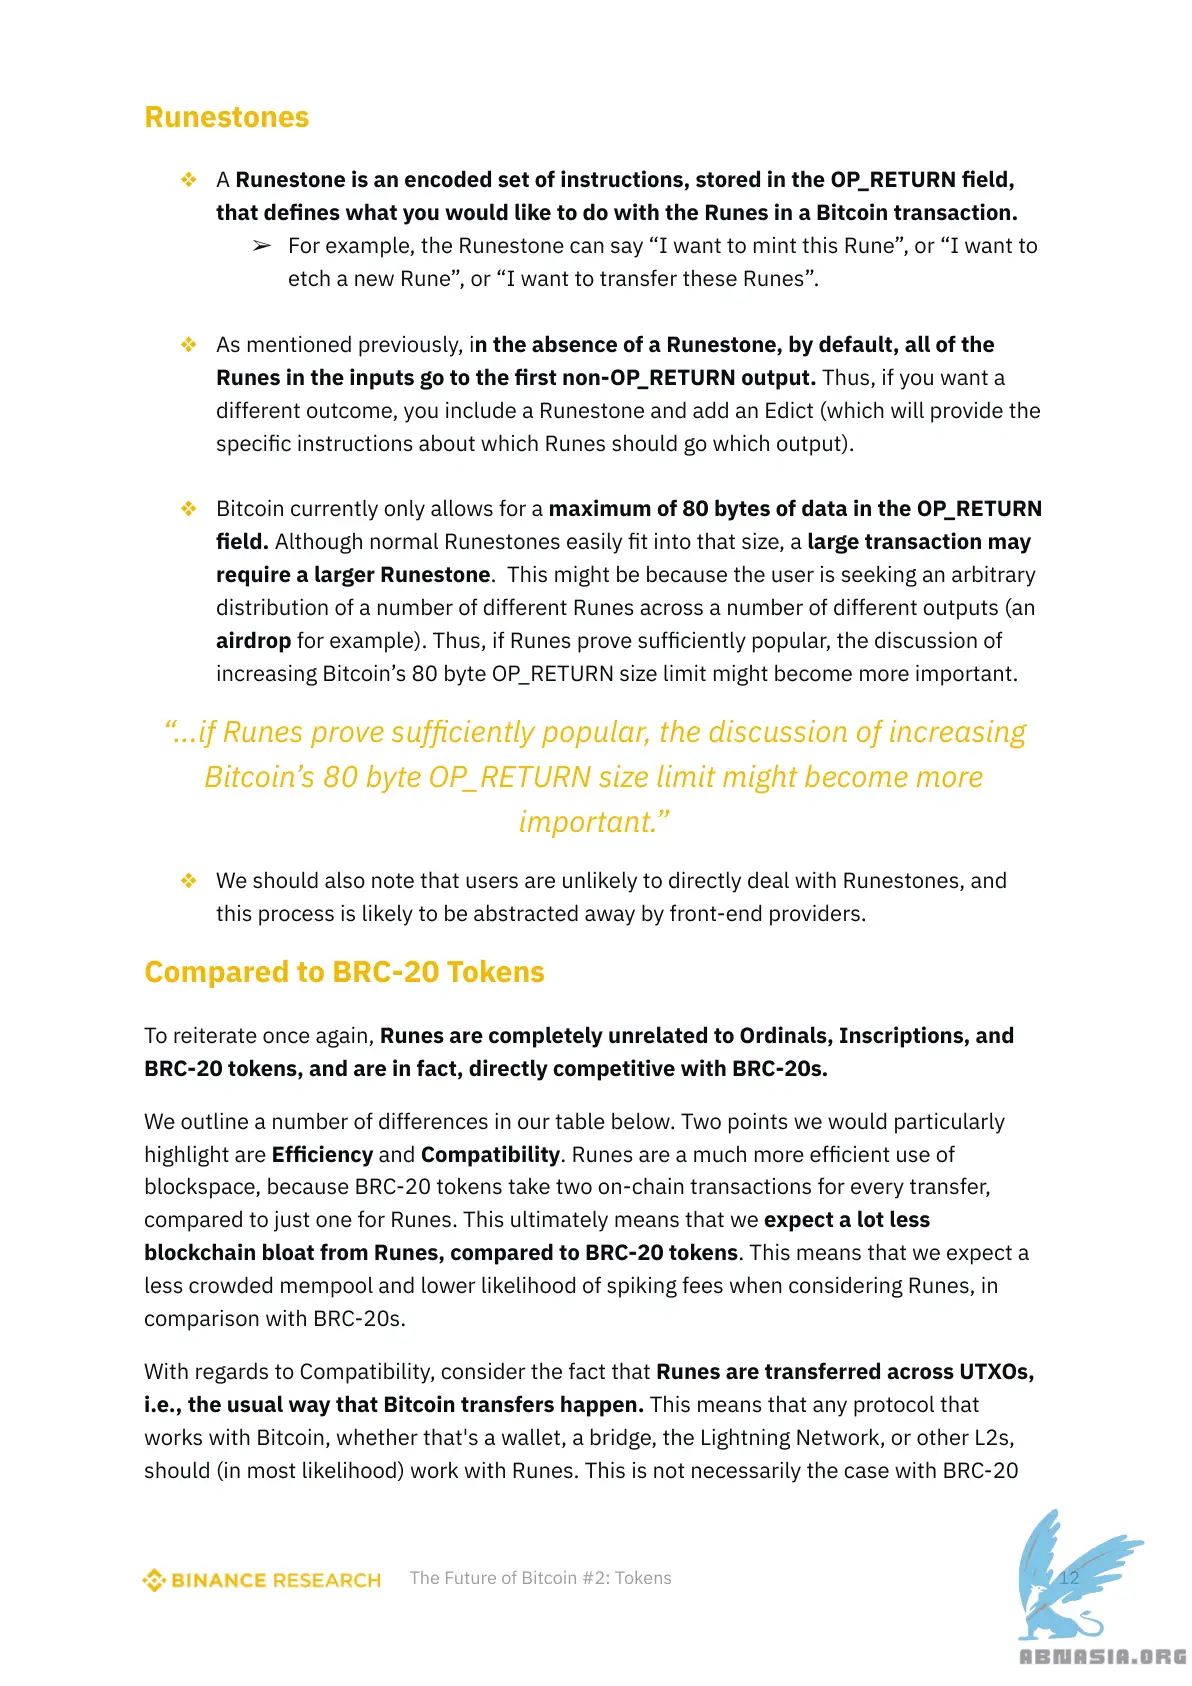 Runestones
❖ A Runestone is an encoded set of instructions, stored in the OP_RETURN field,
that defines what you would like to do with the Runes in a Bitcoin transaction.
➢ For example, the Runestone can say “I want to mint this Rune”, or “I want to
etch a new Rune”, or “I want to transfer these Runes”.
❖ As mentioned previously, in the absence of a Runestone, by default, all of the
Runes in the inputs go to the first non-OP_RETURN output. Thus, if you want a
different outcome, you include a Runestone and add an Edict (which will provide the
specific instructions about which Runes should go which output).
❖ Bitcoin currently only allows for a maximum of 80 bytes of data in the OP_RETURN
field. Although normal Runestones easily fit into that size, a large transaction may
require a larger Runestone. This might be because the user is seeking an arbitrary
distribution of a number of different Runes across a number of different outputs (an
airdrop for example). Thus, if Runes prove sufficiently popular, the discussion of
increasing Bitcoin’s 80 byte OP_RETURN size limit might become more important.
“...if Runes prove sufficiently popular, the discussion of increasing
Bitcoin’s 80 byte OP_RETURN size limit might become more
important.”
❖ We should also note that users are unlikely to directly deal with Runestones, and
this process is likely to be abstracted away by front-end providers.
Compared to BRC-20 Tokens
To reiterate once again, Runes are completely unrelated to Ordinals, Inscriptions, and
BRC-20 tokens, and are in fact, directly competitive with BRC-20s.
We outline a number of differences in our table below. Two points we would particularly
highlight are Efficiency and Compatibility. Runes are a much more efficient use of
blockspace, because BRC-20 tokens take two on-chain transactions for every transfer,
compared to just one for Runes. This ultimately means that we expect a lot less
blockchain bloat from Runes, compared to BRC-20 tokens. This means that we expect a
less crowded mempool and lower likelihood of spiking fees when considering Runes, in
comparison with BRC-20s.
With regards to Compatibility, consider the fact that Runes are transferred across UTXOs,
i.e., the usual way that Bitcoin transfers happen. This means that any protocol that
works with Bitcoin, whether that's a wallet, a bridge, the Lightning Network, or other L2s,
should (in most likelihood) work with Runes. This is not necessarily the case with BRC-20
BINANCE RESEARCH The Future of Bitcoin #2: Tokens 12
ABNASIA.ORG